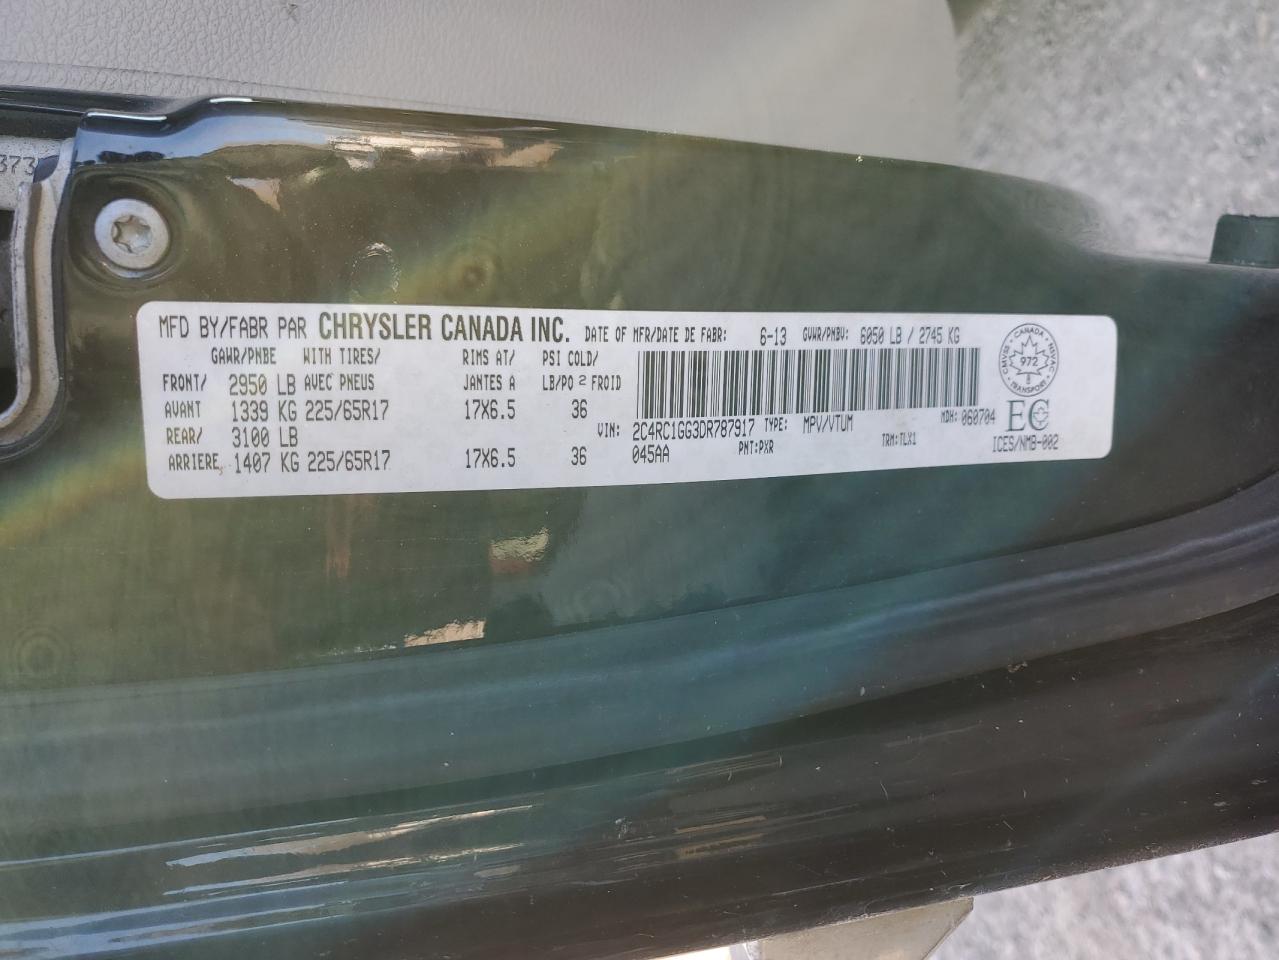 373
MFD BY/FABR PAR CHRYSLER CANADA INC. DATE OF MFR/DATE DE FABR: 6-13 GVWR/PNBV: 6050 LB / 2745 KG
GAWR/PNBE WITH TIRES/ RIMS AT/ PSI COLD/
FRONT/ 2950 LB AVEC PNEUS JANTES A LB/PO 2 FROID
AVANT 1339 KG 225/65R17 17X6.5 36
REAR/ 3100 LB
ARRIERE, 1407 KG 225/65R17 17X6.5 36
VIN: 2C4RC1GG3DR787917 TYPE: MPV/VTUM MDH: 060704
045AA PNT:PXR TRM:TLX1
CANADA
CMVSS NSVAC
972
TRANSPORT
EC
ICES/NMB-002